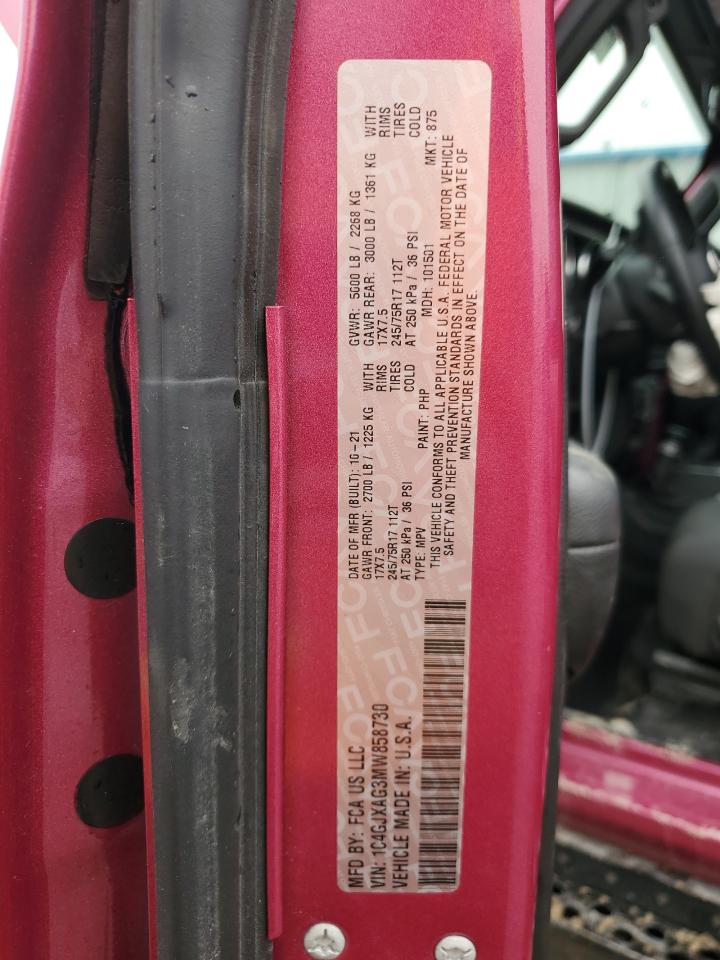 MFD BY: FCA US LLC
VIN: 1C4GJXAG3MW858730
VEHICLE MADE IN: U.S.A.
DATE OF MFR (BUILT): 10-21 GVWR: 5000 LB / 2268 KG
GAWR FRONT: 2700 LB / 1225 KG WITH GAWR REAR: 3000 LB / 1361 KG WITH
17X7.5 RIMS 17X7.5 RIMS
245/75R17 112T TIRES 245/75R17 112T TIRES
AT 250 kPa / 36 PSI COLD AT 250 kPa / 36 PSI COLD
TYPE: MPV PAINT: PHP MDH: 101501 MKT: 875
THIS VEHICLE CONFORMS TO ALL APPLICABLE U.S.A. FEDERAL MOTOR VEHICLE
SAFETY AND THEFT PREVENTION STANDARDS IN EFFECT ON THE DATE OF
MANUFACTURE SHOWN ABOVE.